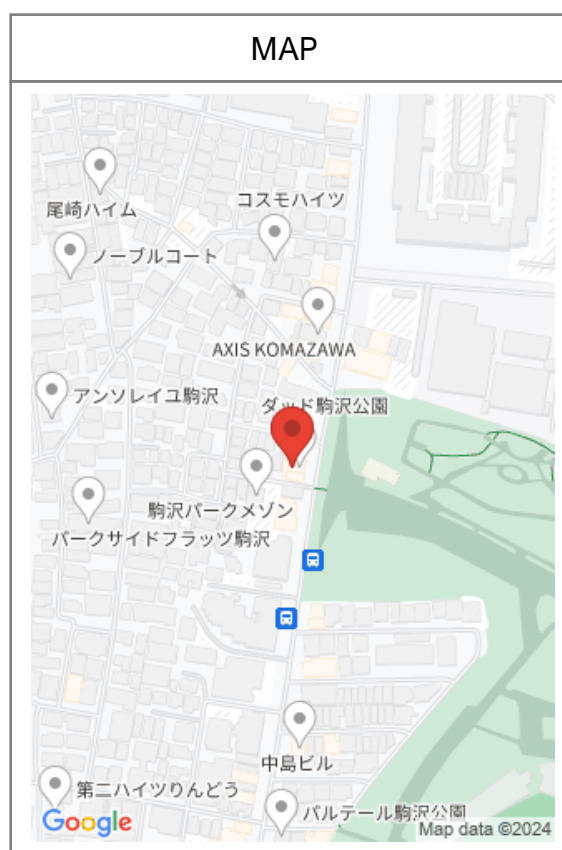 MAP
尾崎ハイム
コスモハイツ
ノーブルコート
AXIS KOMAZAWA
アンソレイユ駒沢
ダッド駒沢公園
駒沢パークメゾン
パークサイドフラッツ駒沢
中島ビル
第二ハイツりんどう
パルテール駒沢公園
Google
Map data ©2024